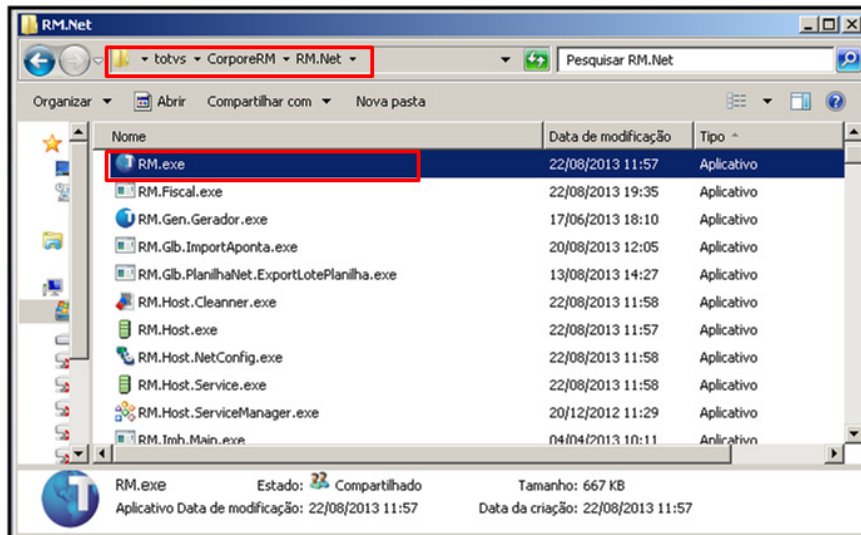 RM.Net
totvs CorporeRM RM.Net
Pesquisar RM.Net
Organizar Abrir Compartilhar com Nova pasta
Nome Data de modificação Tipo
RM.exe 22/08/2013 11:57 Aplicativo
RM.Fiscal.exe 22/08/2013 19:35 Aplicativo
RM.Gen.Gerador.exe 17/06/2013 18:10 Aplicativo
RM.Glb.ImportAponta.exe 20/08/2013 12:05 Aplicativo
RM.Glb.PlanilhaNet.ExportLotePlanilha.exe 13/08/2013 14:27 Aplicativo
RM.Host.Cleanner.exe 22/08/2013 11:58 Aplicativo
RM.Host.exe 22/08/2013 11:57 Aplicativo
RM.Host.NetConfig.exe 22/08/2013 11:58 Aplicativo
RM.Host.Service.exe 22/08/2013 11:58 Aplicativo
RM.Host.ServiceManager.exe 20/12/2012 11:29 Aplicativo
RM.Imb.Main.exe 04/04/2013 10:11 Aplicativo
RM.exe Estado: Compartilhado Tamanho: 667 KB
Aplicativo Data de modificação: 22/08/2013 11:57 Data da criação: 22/08/2013 11:57